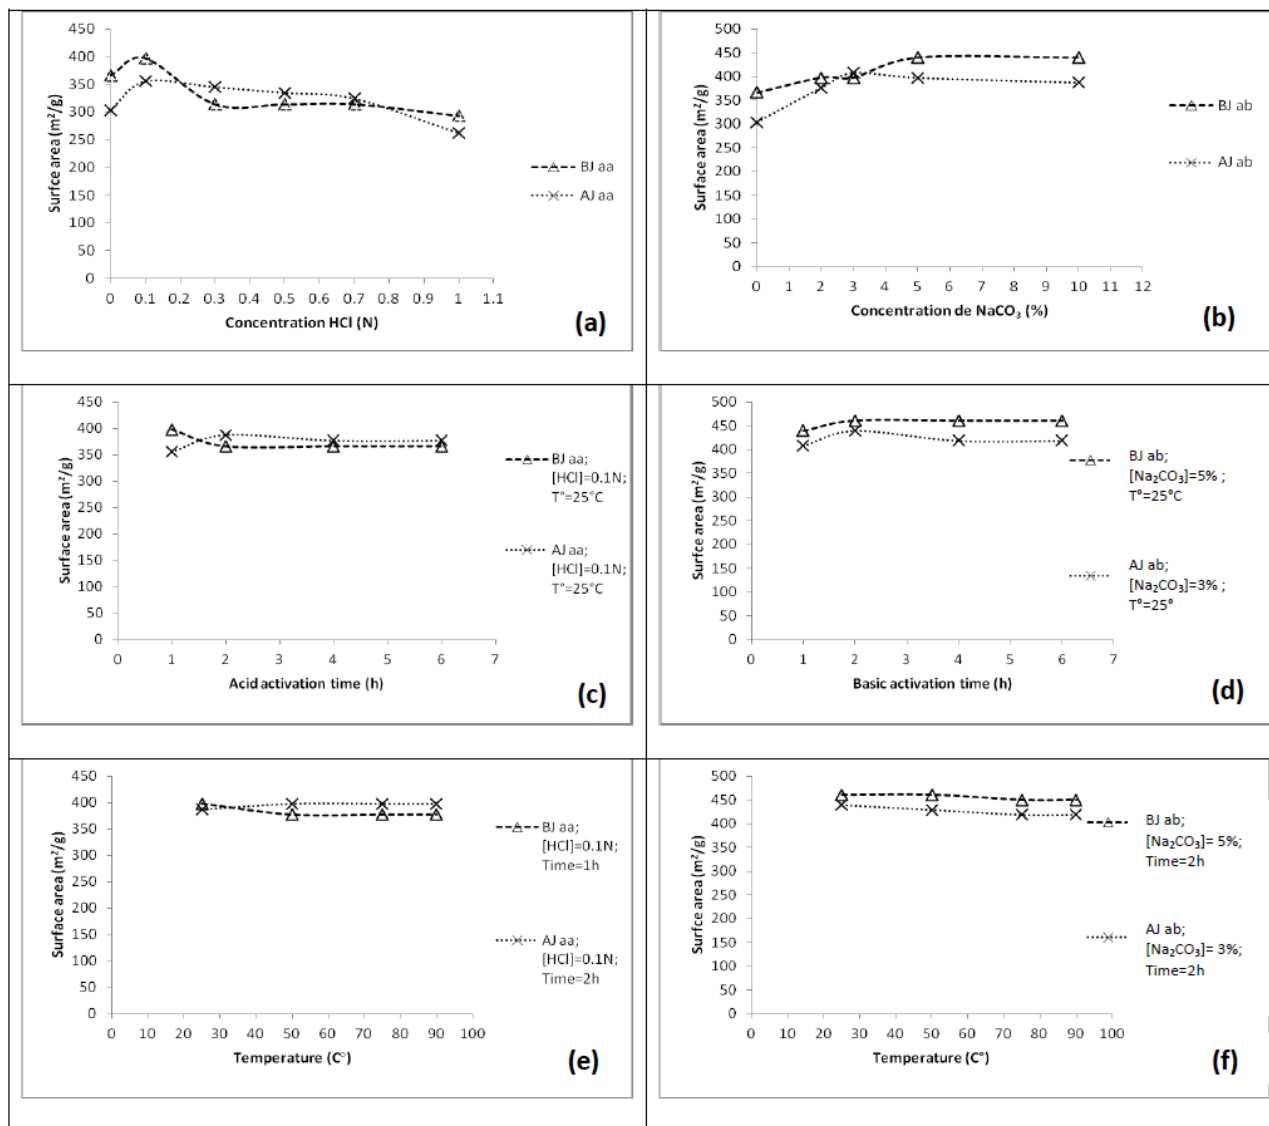 450
400
350
300
250
200
150
100
50
0
Surfce area (m²/g)
0 0.1 0.2 0.3 0.4 0.5 0.6 0.7 0.8 0.9 1 1.1
Concentration HCl (N)
BJ aa
AJ aa
(a)
500
450
400
350
300
250
200
150
100
50
0
Surface area (m²/g)
0 1 2 3 4 5 6 7 8 9 10 11 12
Concentration de NaCO₃ (%)
BJ ab
AJ ab
(b)
450
400
350
300
250
200
150
100
50
0
Surface area (m²/g)
0 1 2 3 4 5 6 7
Acid activation time (h)
BJ aa;
[HCl]=0.1N;
T°=25°C
AJ aa;
[HCl]=0.1N;
T°=25°C
(c)
500
450
400
350
300
250
200
150
100
50
0
Surfce area (m²/g)
0 1 2 3 4 5 6 7
Basic activation time (h)
BJ ab;
[Na₂CO₃]=5% ;
T°=25°C
AJ ab;
[Na₂CO₃]=3% ;
T°=25°
(d)
450
400
350
300
250
200
150
100
50
0
Surface area (m²/g)
0 10 20 30 40 50 60 70 80 90 100
Temperature (C°)
BJ aa;
[HCl]=0.1N;
Time=1h
AJ aa;
[HCl]=0.1N;
Time=2h
(e)
500
450
400
350
300
250
200
150
100
50
0
Surfce area (m²/g)
0 10 20 30 40 50 60 70 80 90 100
Temperature (C°)
BJ ab;
[Na₂CO₃]= 5%;
Time=2h
AJ ab;
[Na₂CO₃]= 3%;
Time=2h
(f)